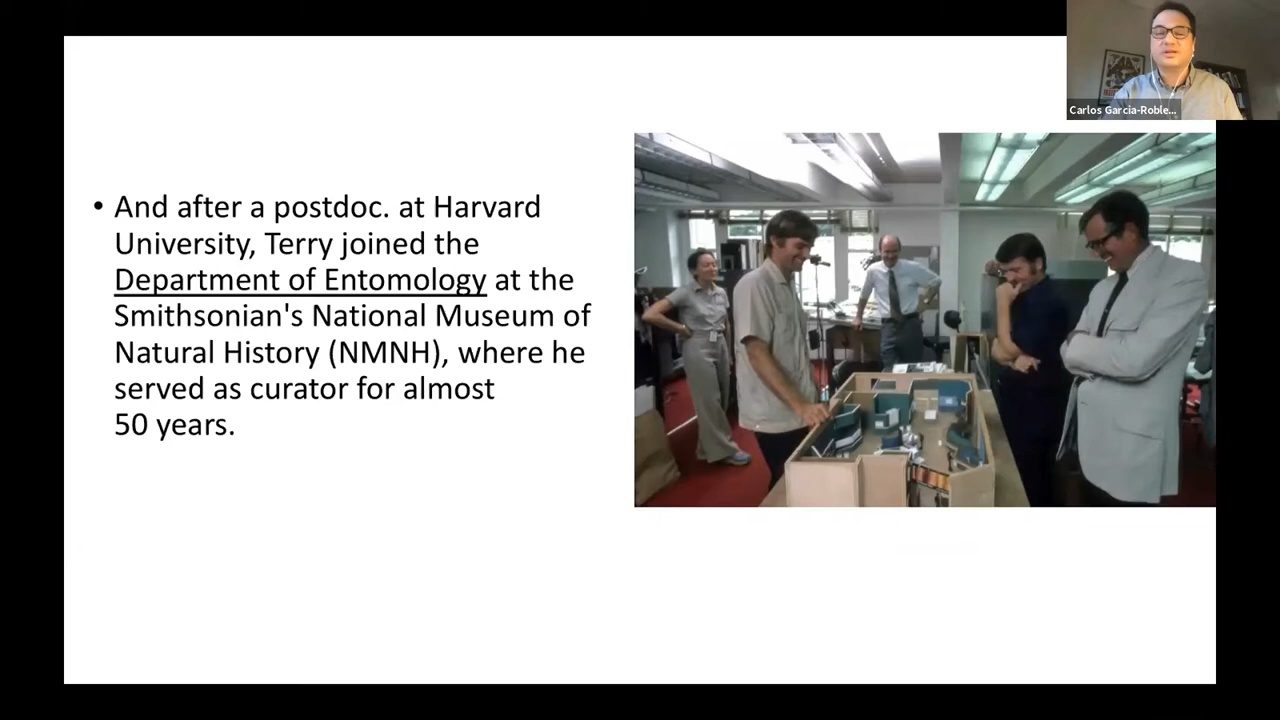 Carlos Garcia-Roble...
• And after a postdoc. at Harvard
University, Terry joined the
Department of Entomology at the
Smithsonian's National Museum of
Natural History (NMNH), where he
served as curator for almost
50 years.